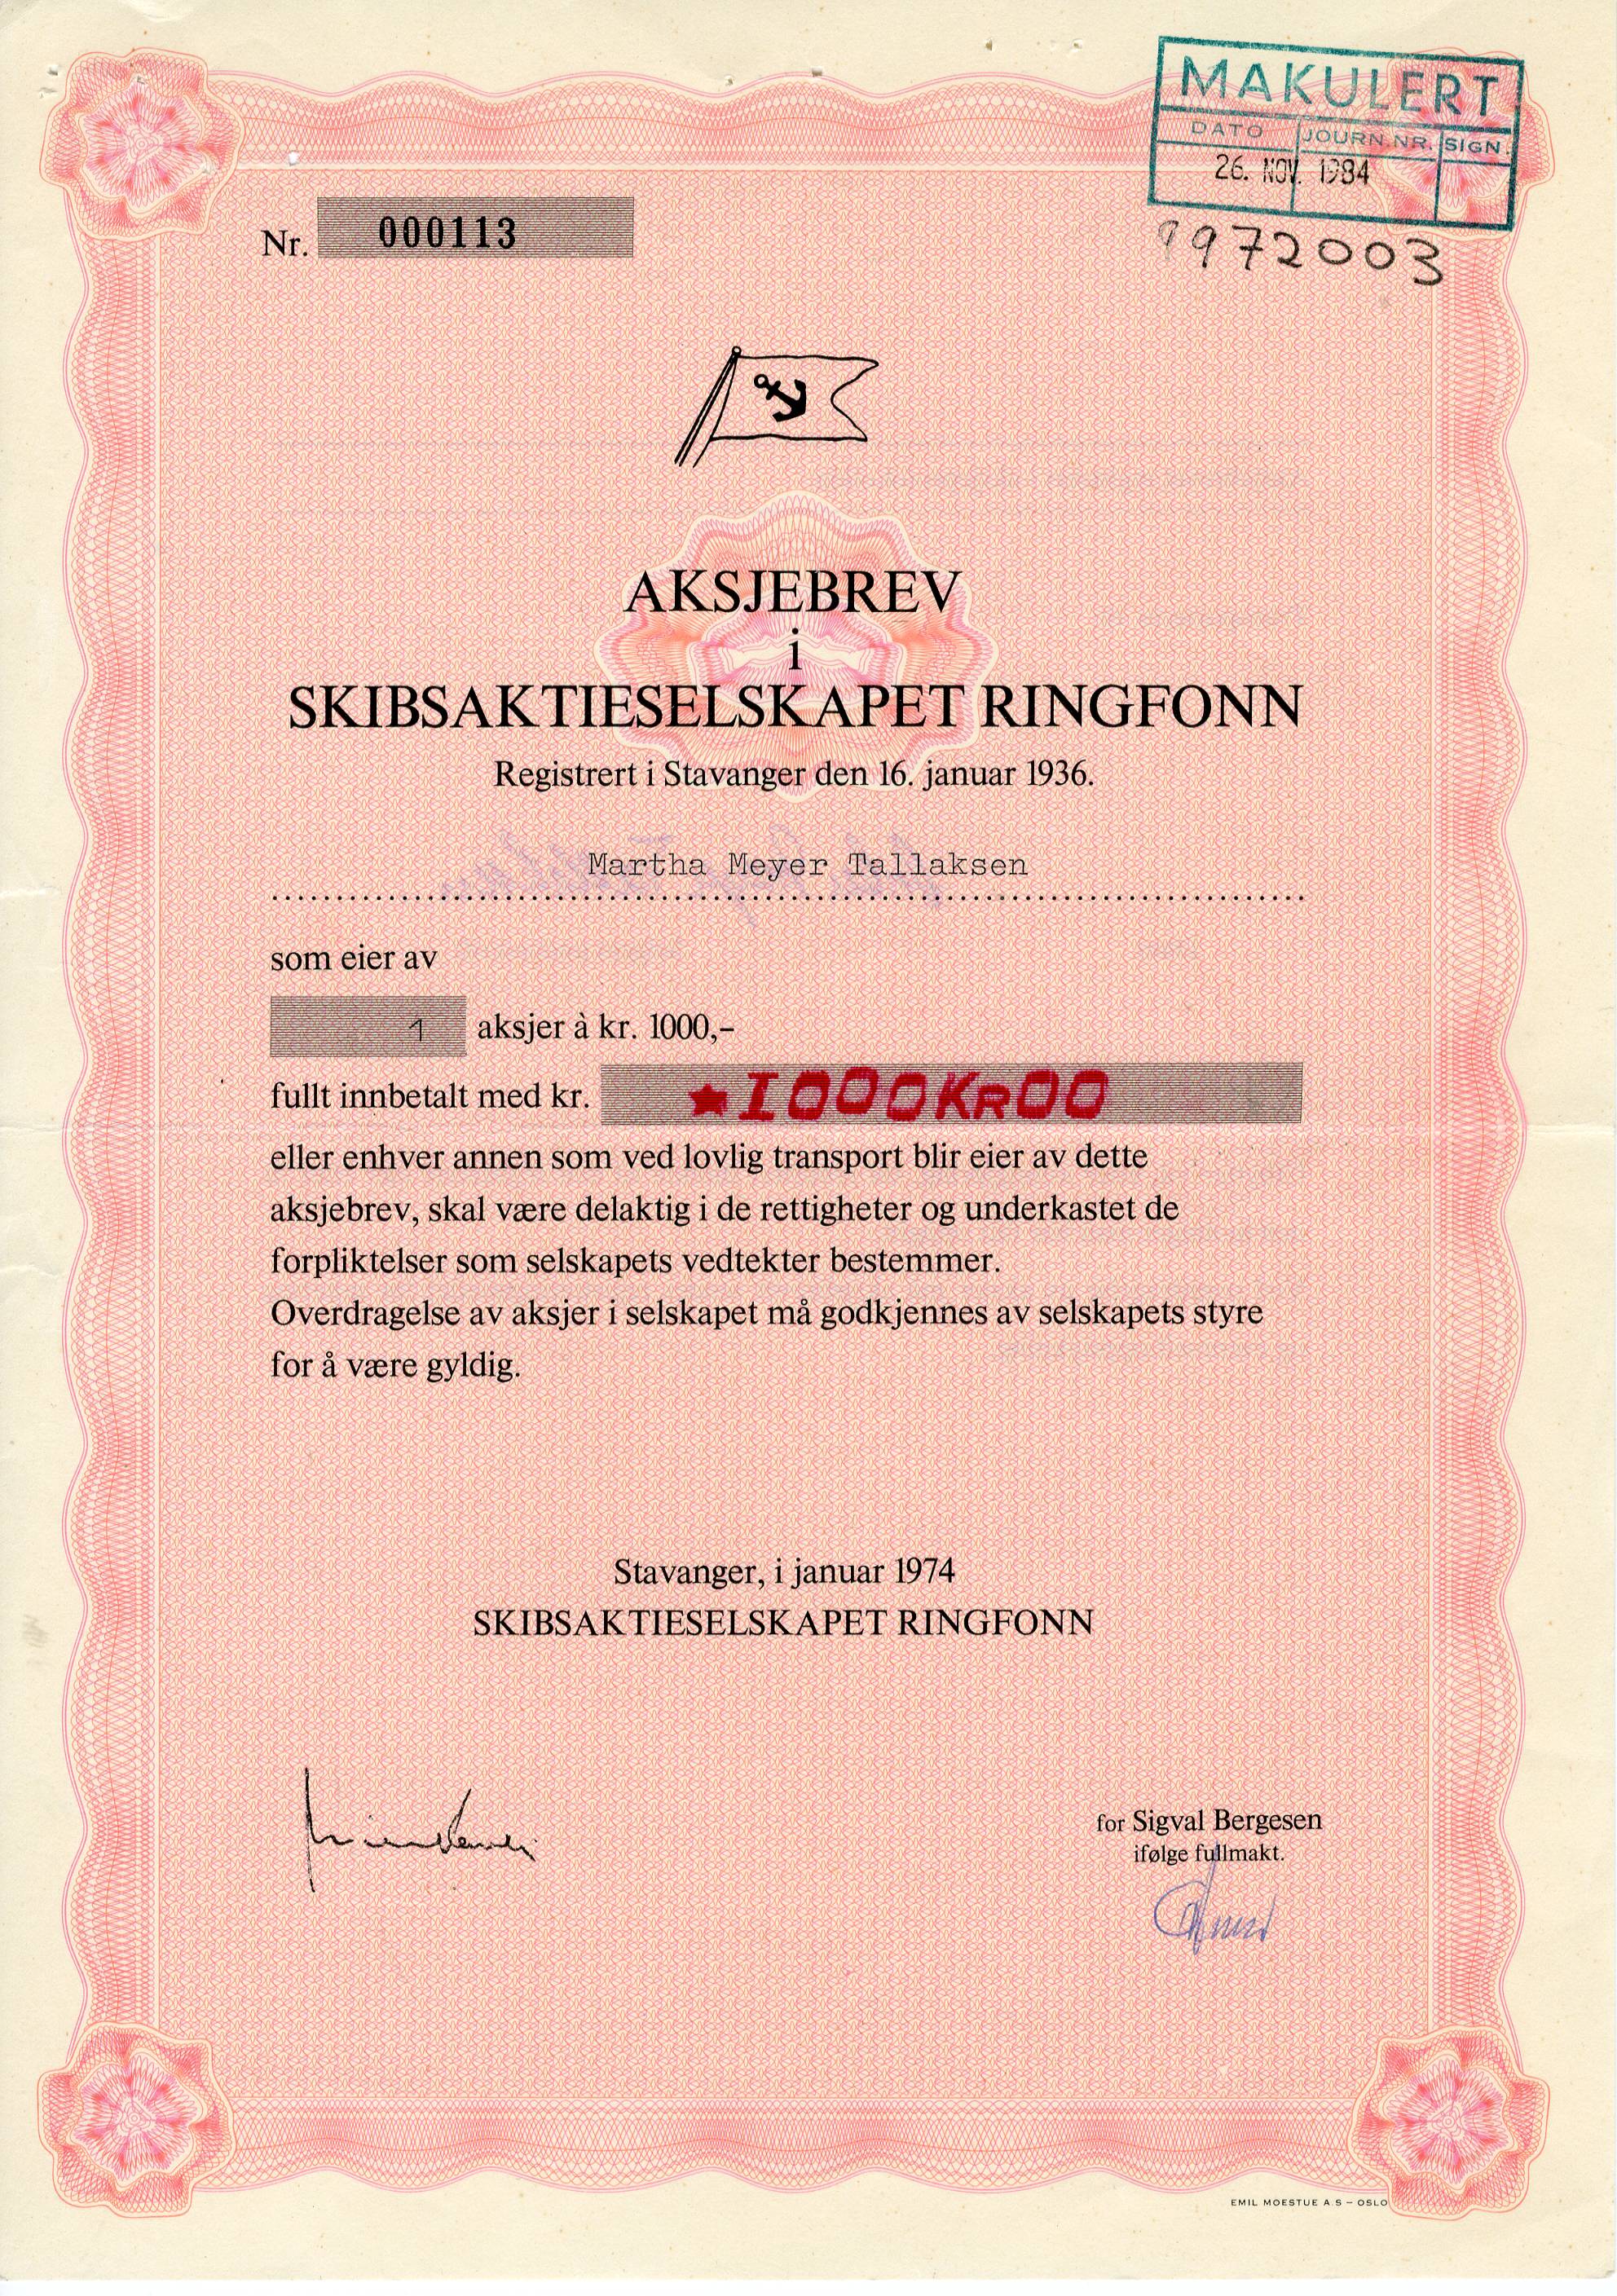 MAKULERT
DATO JOURN.NR. SIGN.
26. NOV. 1984
9972003
Nr. 000113
AKSJEBREV
i
SKIBSAKTIESELSKAPET RINGFONN
Registrert i Stavanger den 16. januar 1936.
Martha Meyer Tallaksen
som eier av
1 aksjer à kr. 1000,–
fullt innbetalt med kr. ★1000KR00
eller enhver annen som ved lovlig transport blir eier av dette
aksjebrev, skal være delaktig i de rettigheter og underkastet de
forpliktelser som selskapets vedtekter bestemmer.
Overdragelse av aksjer i selskapet må godkjennes av selskapets styre
for å være gyldig.
Stavanger, i januar 1974
SKIBSAKTIESELSKAPET RINGFONN
for Sigval Bergesen
ifølge fullmakt.
EMIL MOESTUE A.S – OSLO